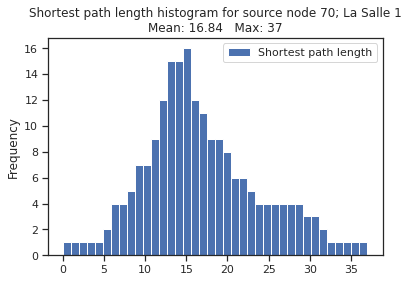 Shortest path length histogram for source node 70; La Salle 1
Mean: 16.84   Max: 37
Shortest path length
Frequency
16
14
12
10
8
6
4
2
0
0 5 10 15 20 25 30 35